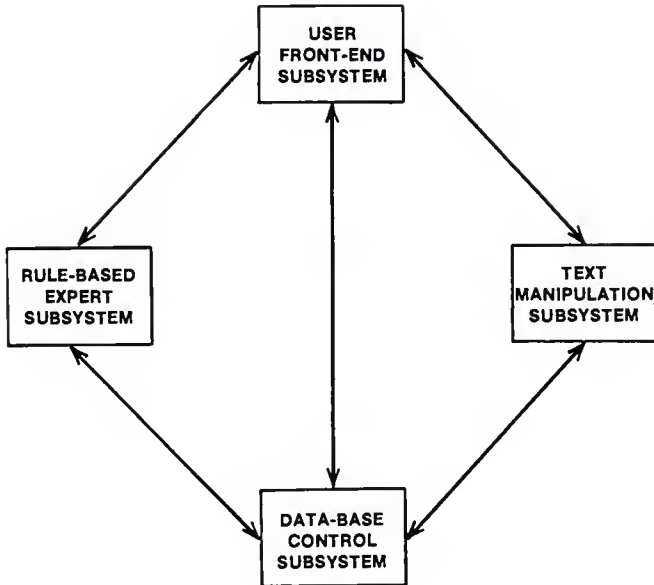 USER
FRONT-END
SUBSYSTEM
RULE-BASED
EXPERT
SUBSYSTEM
TEXT
MANIPULATION
SUBSYSTEM
DATA-BASE
CONTROL
SUBSYSTEM